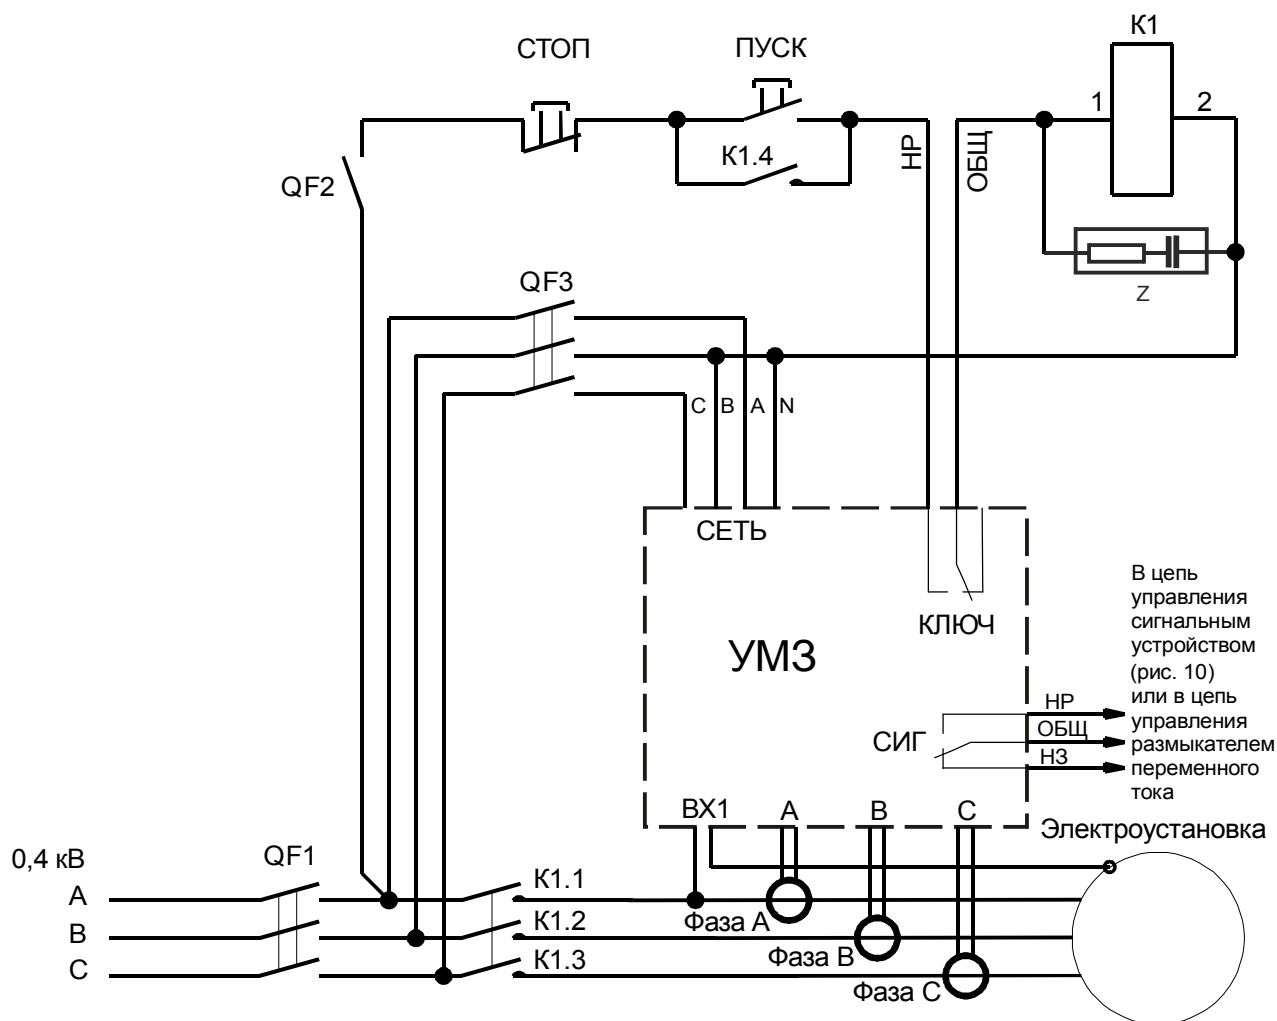 К1
СТОП
ПУСК
1
2
НР
ОБЩ
К1.4
QF2
QF3
Z
C
B
A
N
СЕТЬ
КЛЮЧ
УМЗ
В цепь
управления
сигнальным
устройством
(рис. 10)
или в цепь
управления
размыкателем
переменного
тока
НР
ОБЩ
НЗ
СИГ
ВХ1
А
В
С
Электроустановка
0,4 кВ
QF1
А
В
С
К1.1
К1.2
К1.3
Фаза А
Фаза В
Фаза С